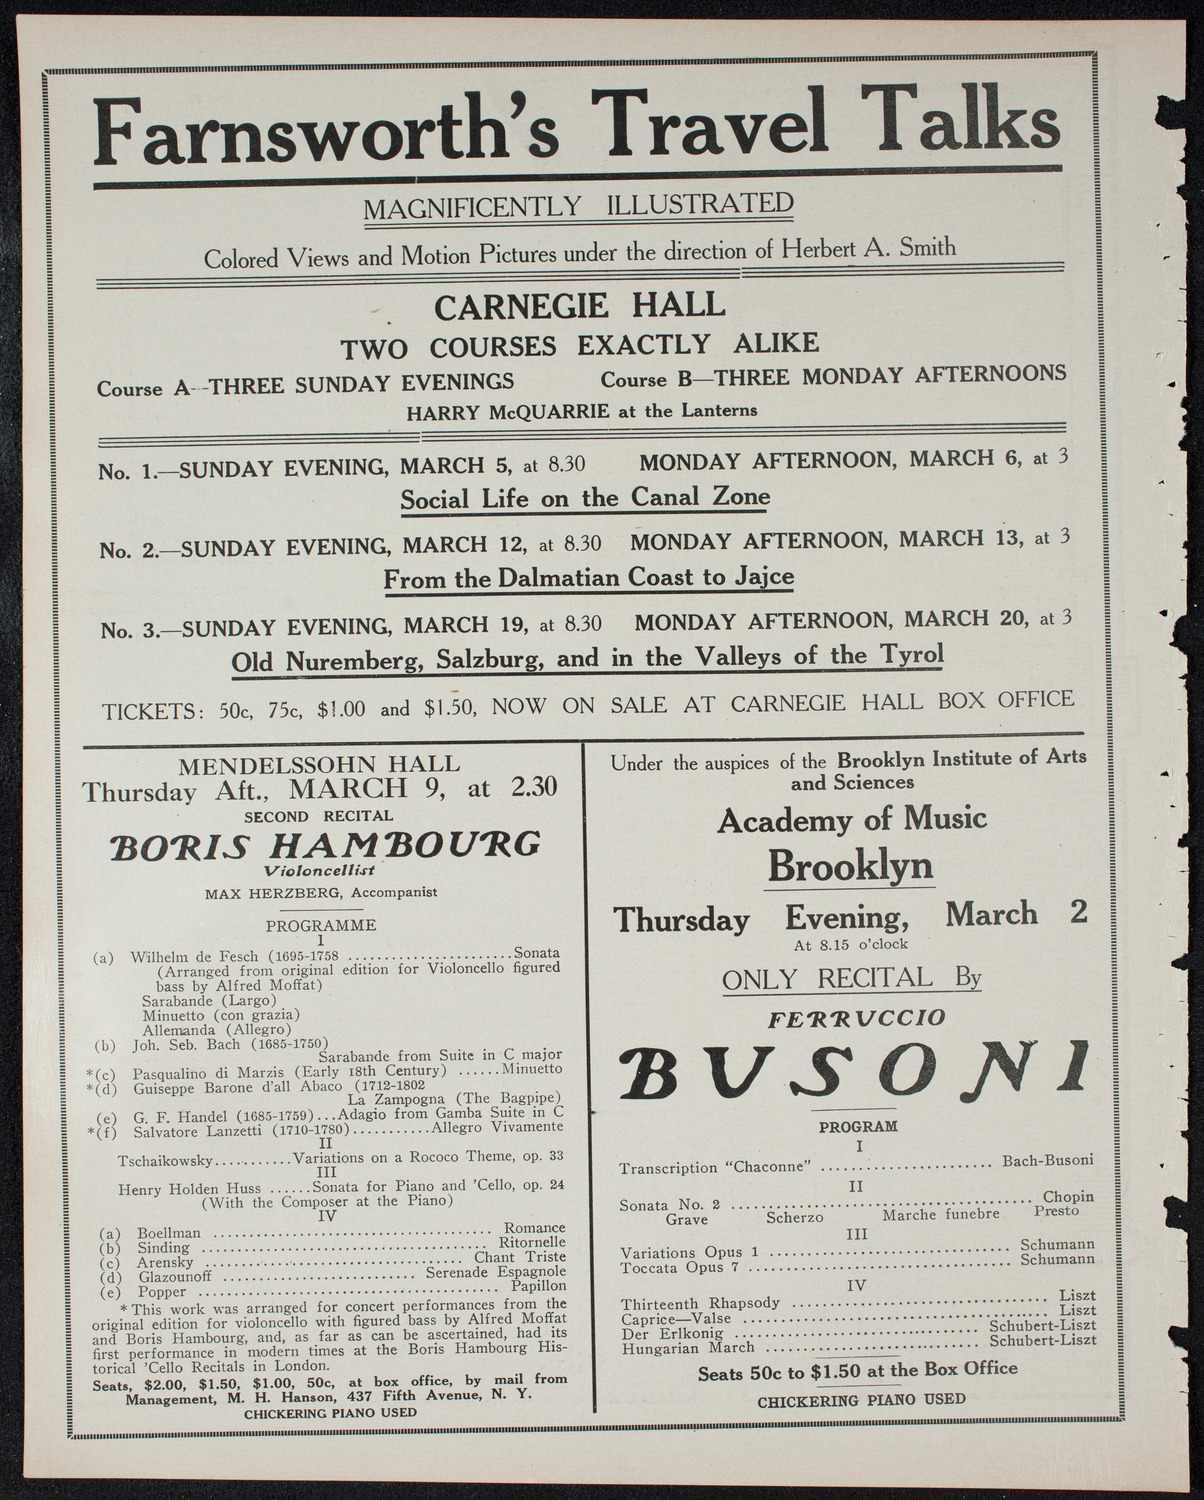 Farnsworth's Travel Talks
MAGNIFICENTLY ILLUSTRATED
Colored Views and Motion Pictures under the direction of Herbert A. Smith
CARNEGIE HALL
TWO COURSES EXACTLY ALIKE
Course A--THREE SUNDAY EVENINGS Course B—THREE MONDAY AFTERNOONS
HARRY McQUARRIE at the Lanterns
No. 1.—SUNDAY EVENING, MARCH 5, at 8.30 MONDAY AFTERNOON, MARCH 6, at 3
Social Life on the Canal Zone
No. 2.—SUNDAY EVENING, MARCH 12, at 8.30 MONDAY AFTERNOON, MARCH 13, at 3
From the Dalmatian Coast to Jajce
No. 3.—SUNDAY EVENING, MARCH 19, at 8.30 MONDAY AFTERNOON, MARCH 20, at 3
Old Nuremberg, Salzburg, and in the Valleys of the Tyrol
TICKETS: 50c, 75c, $1.00 and $1.50, NOW ON SALE AT CARNEGIE HALL BOX OFFICE
MENDELSSOHN HALL
Thursday Aft., MARCH 9, at 2.30
SECOND RECITAL
BORIS HAMBOURG
Violoncellist
MAX HERZBERG, Accompanist
PROGRAMME
I
(a) Wilhelm de Fesch (1695-1758 ......................Sonata
(Arranged from original edition for Violoncello figured
bass by Alfred Moffat)
Sarabande (Largo)
Minuetto (con grazia)
Allemanda (Allegro)
(b) Joh. Seb. Bach (1685-1750)
Sarabande from Suite in C major
*(c) Pasqualino di Marzis (Early 18th Century) ......Minuetto
*(d) Guiseppe Barone d'all Abaco (1712-1802
La Zampogna (The Bagpipe)
(e) G. F. Handel (1685-1759)...Adagio from Gamba Suite in C
*(f) Salvatore Lanzetti (1710-1780)...........Allegro Vivamente
II
Tschaikowsky...........Variations on a Rococo Theme, op. 33
III
Henry Holden Huss ......Sonata for Piano and 'Cello, op. 24
(With the Composer at the Piano)
IV
(a) Boellman ..................................... Romance
(b) Sinding ...................................... Ritornelle
(c) Arensky .................................. Chant Triste
(d) Glazounoff ......................... Serenade Espagnole
(e) Popper ....................................... Papillon
* This work was arranged for concert performances from the
original edition for violoncello with figured bass by Alfred Moffat
and Boris Hambourg, and, as far as can be ascertained, had its
first performance in modern times at the Boris Hambourg His-
torical 'Cello Recitals in London.
Seats, $2.00, $1.50, $1.00, 50c, at box office, by mail from
Management, M. H. Hanson, 437 Fifth Avenue, N. Y.
CHICKERING PIANO USED
Under the auspices of the Brooklyn Institute of Arts
and Sciences
Academy of Music
Brooklyn
Thursday Evening, March 2
At 8.15 o'clock
ONLY RECITAL By
FERRUCCIO
BUSONI
PROGRAM
I
Transcription "Chaconne" ....................... Bach-Busoni
II
Sonata No. 2 ........................................ Chopin
Grave Scherzo Marche funebre Presto
III
Variations Opus 1 ................................ Schumann
Toccata Opus 7 ................................... Schumann
IV
Thirteenth Rhapsody ................................... Liszt
Caprice—Valse ......................................... Liszt
Der Erlkonig ................................. Schubert-Liszt
Hungarian March ............................. Schubert-Liszt
Seats 50c to $1.50 at the Box Office
CHICKERING PIANO USED